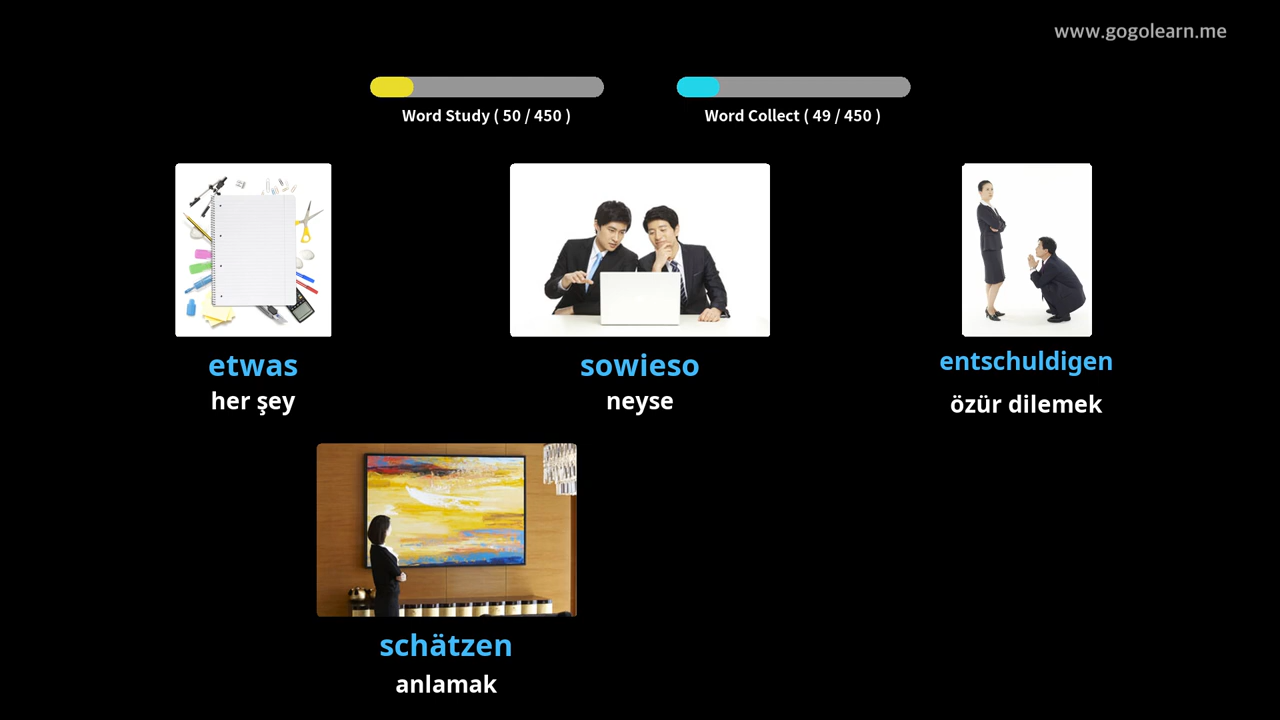 www.gogolearn.me
Word Study ( 50 / 450 )
Word Collect ( 49 / 450 )
etwas
her şey
sowieso
neyse
entschuldigen
özür dilemek
schätzen
anlamak